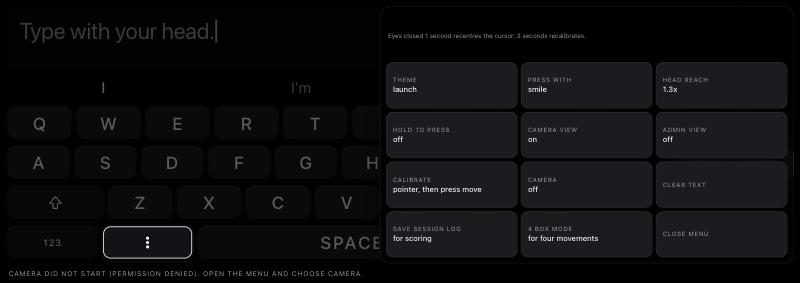 Type with your head.
I I'm
Q W E R T
A S D F G H
Z X C V
123 SPACE
Eyes closed 1 second recentres the cursor, 3 seconds recalibrates.
THEME PRESS WITH HEAD REACH
launch smile 1.3x
HOLD TO PRESS CAMERA VIEW ADMIN VIEW
off on off
CALIBRATE CAMERA CLEAR TEXT
pointer, then press move off
SAVE SESSION LOG 4 BOX MODE CLOSE MENU
for scoring for four movements
CAMERA DID NOT START (PERMISSION DENIED). OPEN THE MENU AND CHOOSE CAMERA.